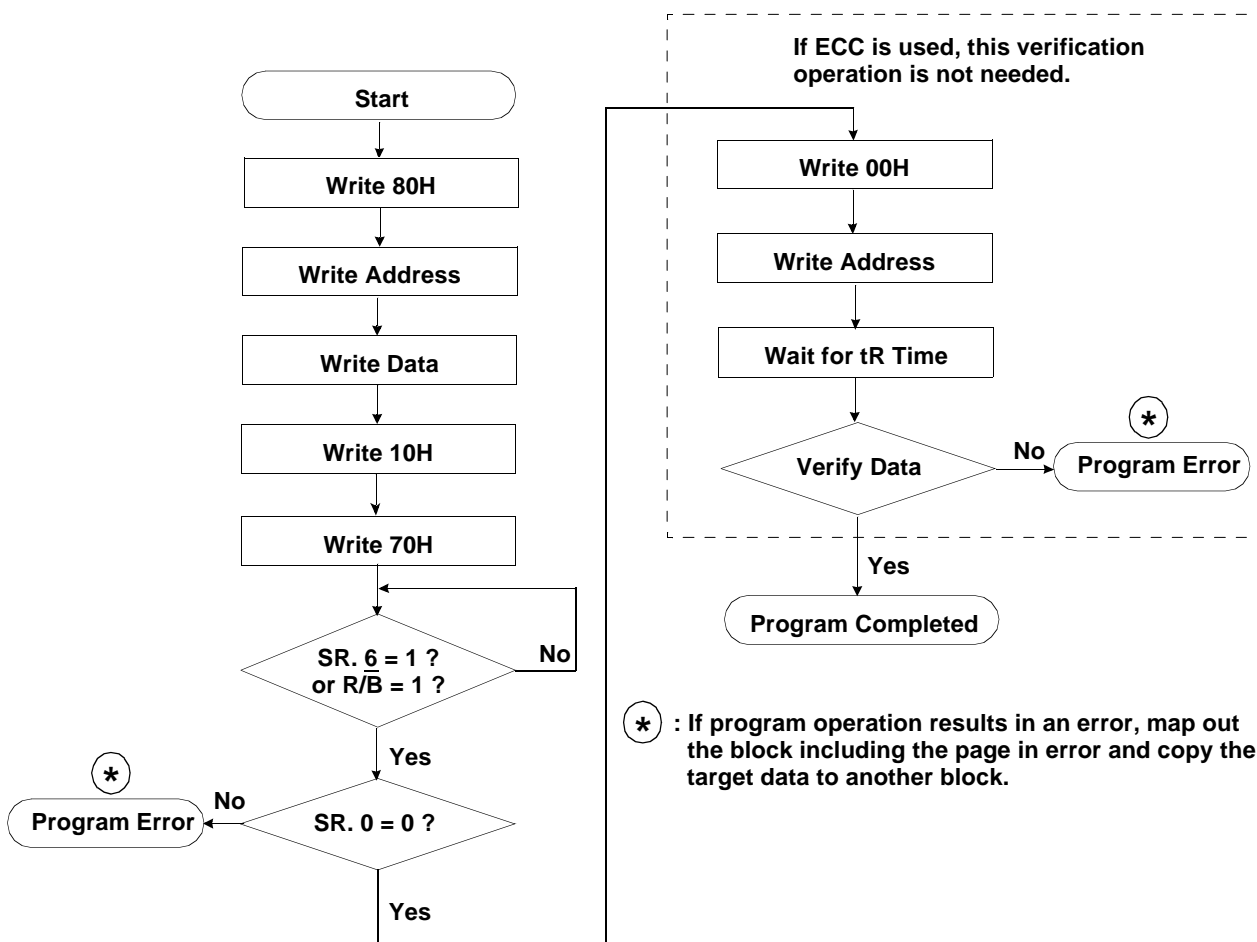 Start
Write 80H
Write Address
Write Data
Write 10H
Write 70H
SR. 6 = 1 ?
or R/B̅ = 1 ?
No
Yes
*
No
Program Error
SR. 0 = 0 ?
Yes
If ECC is used, this verification
operation is not needed.
Write 00H
Write Address
Wait for tR Time
*
Verify Data
No
Program Error
Yes
Program Completed
* : If program operation results in an error, map out
the block including the page in error and copy the
target data to another block.